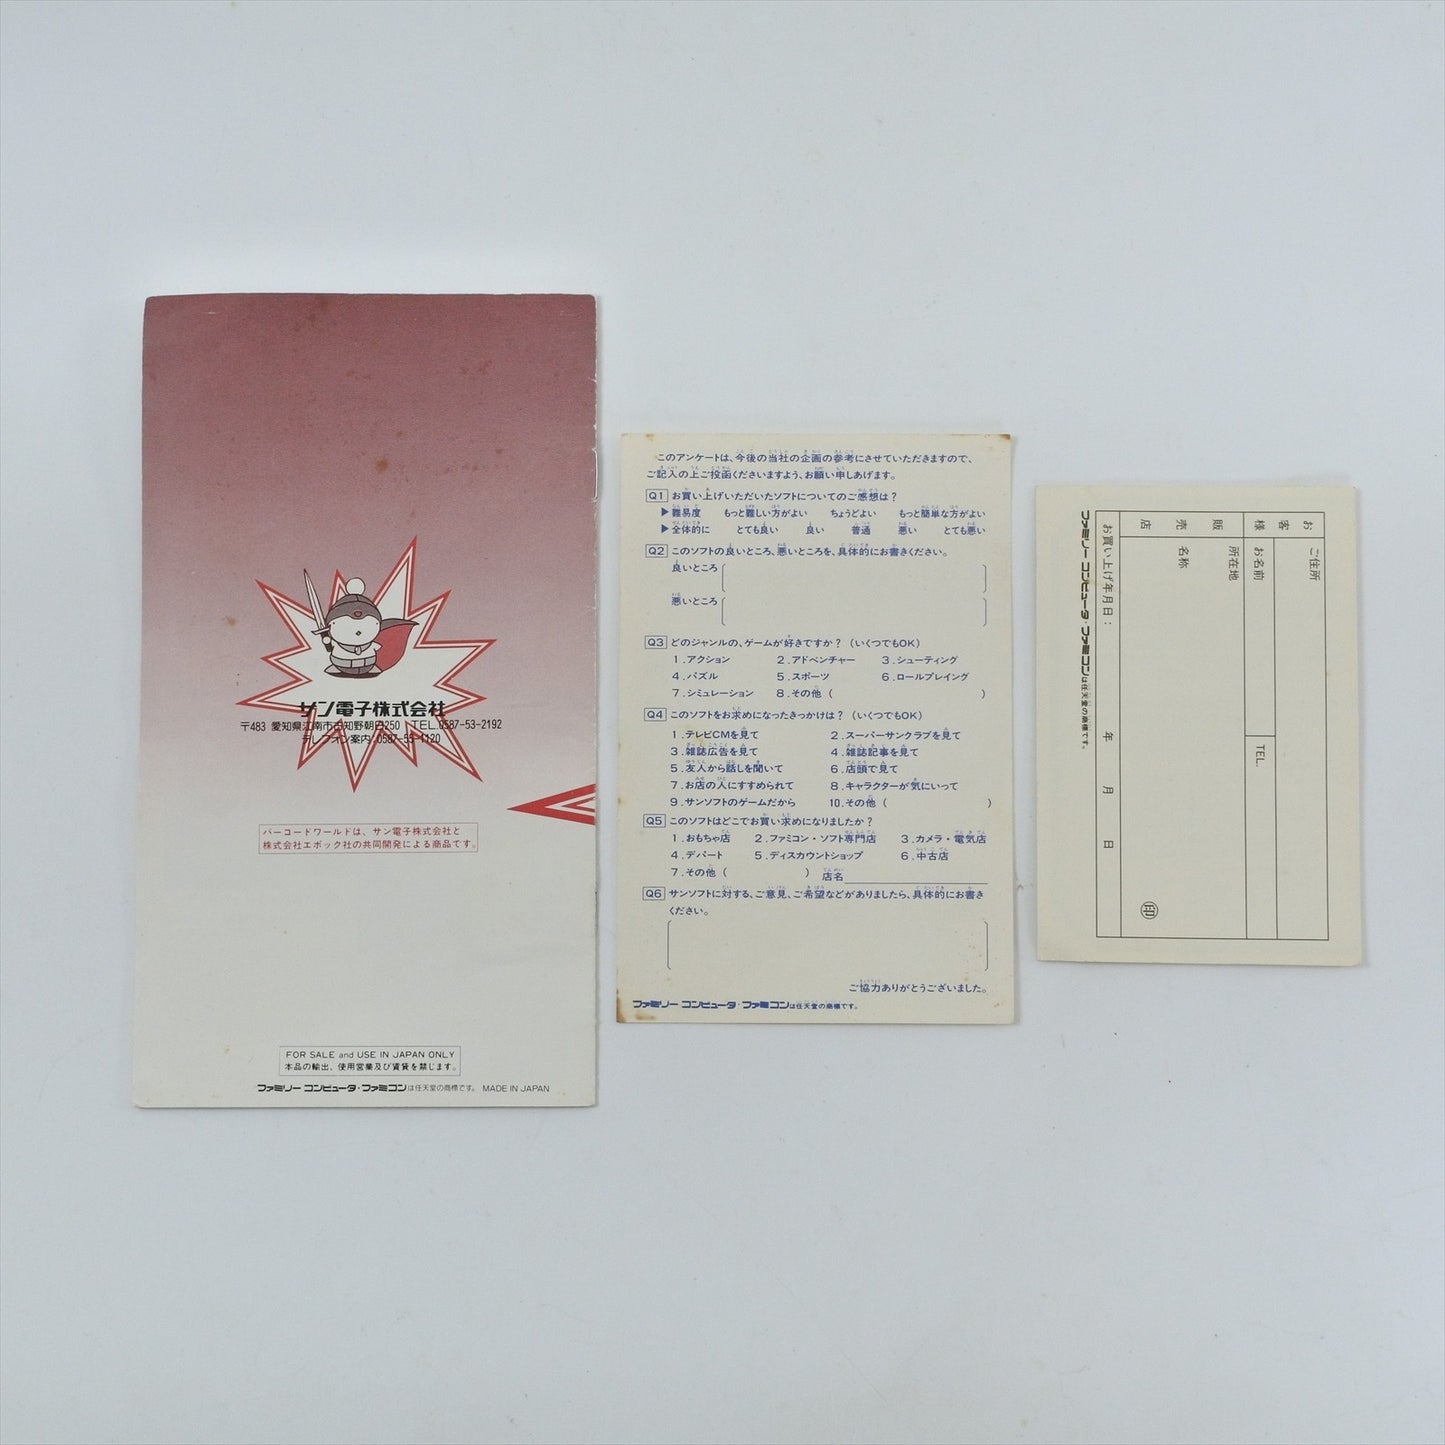 サン電子株式会社
〒483 愛知県江南市古知野朝日250 TEL.0587-53-2192
テレフォン案内 0587-55-1120
バーコードワールドは、サン電子株式会社と
株式会社エポック社の共同開発による商品です。
FOR SALE and USE IN JAPAN ONLY
本品の輸出、使用営業及び賃貸を禁じます。
ファミリーコンピュータ・ファミコンは任天堂の商標です。 MADE IN JAPAN
このアンケートは、今後の当社の企画の参考にさせていただきますので、
ご記入の上ご投函くださいますよう、お願い申しあげます。
Q1 お買い上げいただいたソフトについてのご感想は？
▶難易度 もっと難しい方がよい ちょうどよい もっと簡単な方がよい
▶全体的に とても良い 良い 普通 悪い とても悪い
Q2 このソフトの良いところ、悪いところを、具体的にお書きください。
良いところ
悪いところ
Q3 どのジャンルの、ゲームが好きですか？（いくつでもOK）
1.アクション 2.アドベンチャー 3.シューティング
4.パズル 5.スポーツ 6.ロールプレイング
7.シミュレーション 8.その他（ ）
Q4 このソフトをお求めになったきっかけは？（いくつでもOK）
1.テレビCMを見て 2.スーパーサンクラブを見て
3.雑誌広告を見て 4.雑誌記事を見て
5.友人から話しを聞いて 6.店頭で見て
7.お店の人にすすめられて 8.キャラクターが気にいって
9.サンソフトのゲームだから 10.その他（ ）
Q5 このソフトはどこでお買い求めになりましたか？
1.おもちゃ店 2.ファミコン・ソフト専門店 3.カメラ・電気店
4.デパート 5.ディスカウントショップ 6.中古店
7.その他（ ） 店名
Q6 サンソフトに対する、ご意見、ご希望などがありましたら、具体的にお書き
ください。
ご協力ありがとうございました。
ファミリーコンピュータ・ファミコンは任天堂の商標です。
お客様
ご住所
お名前
TEL.
販売店
所在地
名称
印
お買い上げ年月日： 年 月 日
ファミリーコンピュータ・ファミコンは任天堂の商標です。